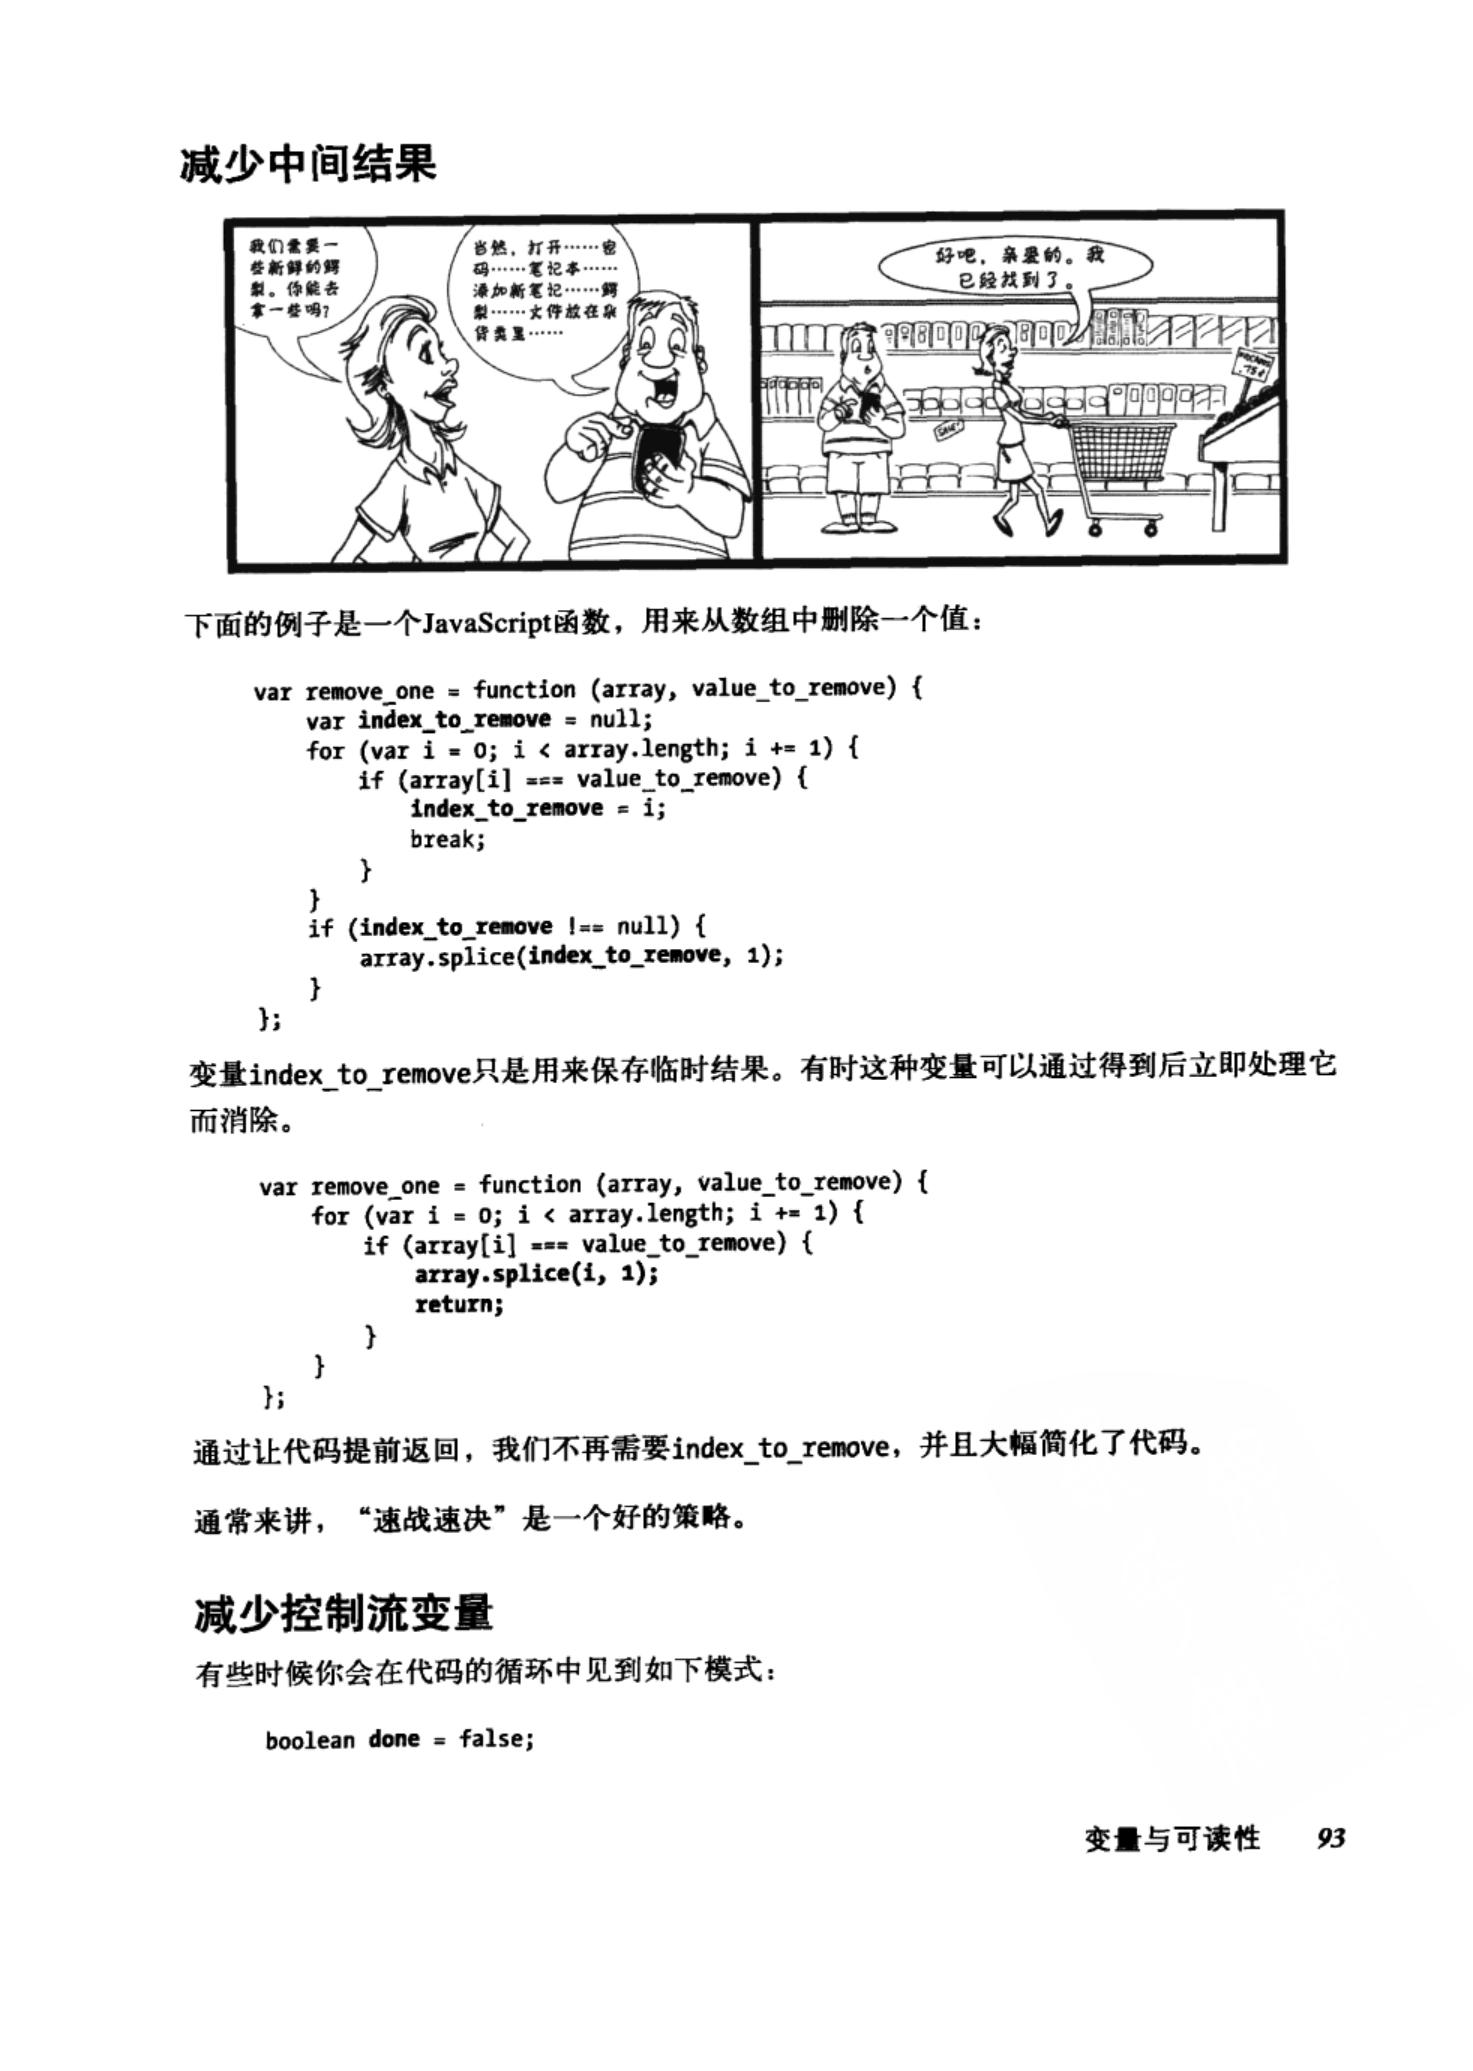 减少中间结果
我们需要一
些新鲜的鳄
梨。你能去
拿一些吗?
当然，打开……密
码……笔记本……
添加新笔记……鳄
梨……文件放在杂
货类里……
好吧，亲爱的。我
已经找到了。
SALE!
下面的例子是一个JavaScript函数，用来从数组中删除一个值：
var remove_one = function (array, value_to_remove) {
    var index_to_remove = null;
    for (var i = 0; i < array.length; i += 1) {
        if (array[i] === value_to_remove) {
            index_to_remove = i;
            break;
        }
    }
    if (index_to_remove !== null) {
        array.splice(index_to_remove, 1);
    }
};
变量index_to_remove只是用来保存临时结果。有时这种变量可以通过得到后立即处理它
而消除。
var remove_one = function (array, value_to_remove) {
    for (var i = 0; i < array.length; i += 1) {
        if (array[i] === value_to_remove) {
            array.splice(i, 1);
            return;
        }
    }
};
通过让代码提前返回，我们不再需要index_to_remove，并且大幅简化了代码。
通常来讲，“速战速决”是一个好的策略。
减少控制流变量
有些时候你会在代码的循环中见到如下模式：
boolean done = false;
变量与可读性 93